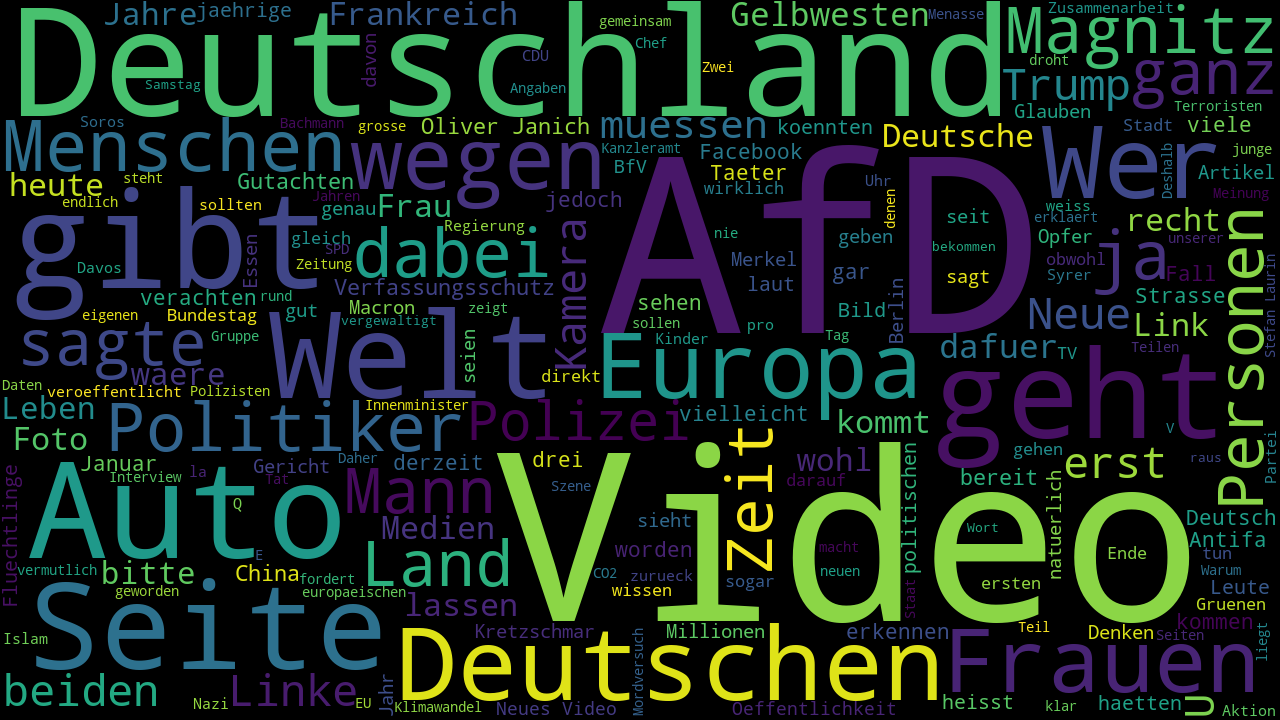 Jahre
jaehrige
Frankreich
gemeinsam
Gelbwesten
Menasse
Zusammenarbeit
Deutschland
Magnitz
davon
CDU
Chef
Zwei
droht
Samstag
Angaben
Trump
ganz
Glauben
Terroristen
Soros
Bachmann
grosse
Oliver Janich
muessen
koennten
Deutsche
Stadt
viele
Menschen
wegen
Kanzleramt
BfV
Facebook
Wer
Deshalb
junge
heute
steht
Gutachten
Taeter
Uhr
Artikel
endlich
sollten
Jahren
genau
Frau
jedoch
wirklich
AfD
denen
weiss
Meinung
gibt
gleich
SPD
Regierung
nie
geben
seit
erklaert
recht
Essen
Zeitung
dabei
Kamera
Merkel
bekommen
Opfer
ja
unserer
Davos
Verfassungsschutz
laut
gar
sagt
obwohl
Fall
Personen
verachten
rund
Macron
sehen
Bild
Berlin
Syrer
Strasse
Stefan Laurin
eigenen
Bundestag
gut
vergewaltigt
zeigt
sollen
pro
Neue
Link
sagte
Gruppe
Welt
seien
Kinder
Tag
dafuer
TV
Teilen
waere
direkt
Europa
geht
Daten
veroeffentlicht
Polizisten
Leben
Politiker
Innenminister
Polizei
vielleicht
kommt
V
Foto
Januar
Gericht
Daher
derzeit
drei
Zeit
wohl
politischen
gehen
erst
raus
Partei
Fluechtlinge
Interview
la
Tat
Mann
Szene
darauf
bereit
natuerlich
Auto
Q
Medien
sieht
Video
Wort
Deutsch
Antifa
vermutlich
E
Land
worden
macht
Ende
tun
bitte
China
fordert
CO2
zurueck
sogar
neuen
Staat
ersten
Warum
Leute
geworden
europaeischen
lassen
wissen
Gruenen
Seite
Kretzschmar
Millionen
erkennen
Teil
Denken
Seiten
kommen
Islam
Deutschen
Mordversuch
Frauen
liegt
beiden
Nazi
Linke
EU
Jahr
Klimawandel
Neues Video
Oeffentlichkeit
heisst
klar
haetten
U
Aktion